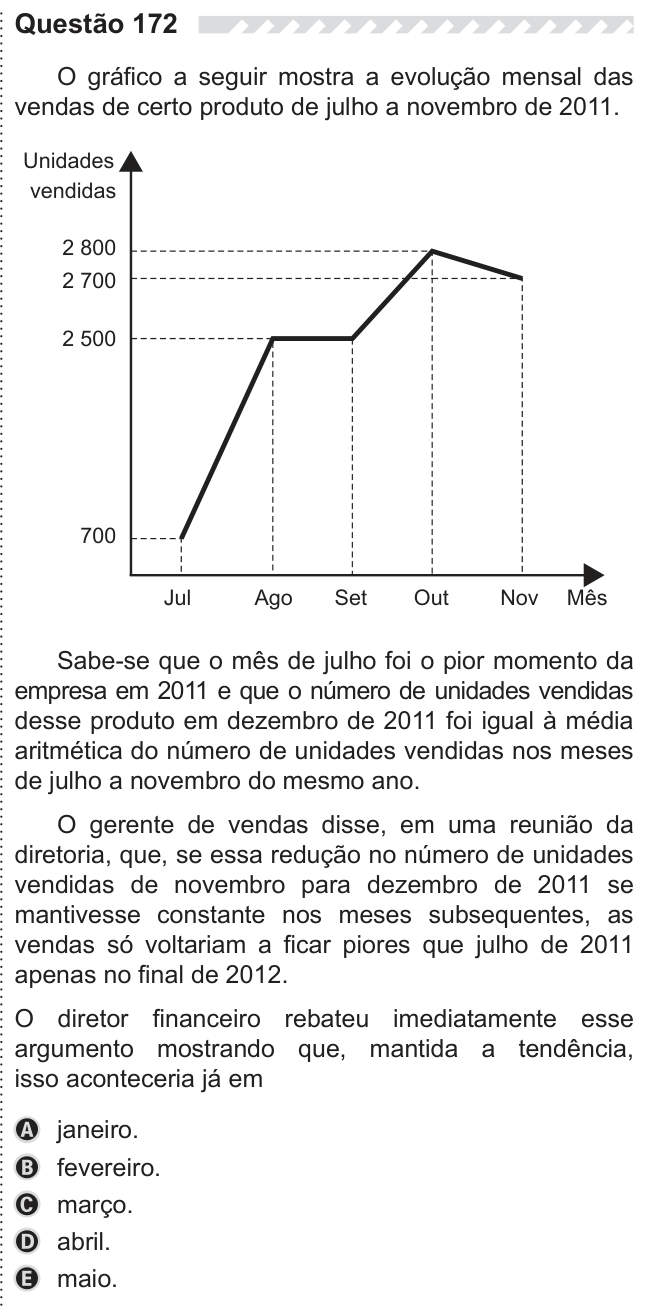 Questão 172
O gráfico a seguir mostra a evolução mensal das
vendas de certo produto de julho a novembro de 2011.
Unidades
vendidas
2 800
2 700
2 500
700
Jul Ago Set Out Nov Mês
Sabe-se que o mês de julho foi o pior momento da
empresa em 2011 e que o número de unidades vendidas
desse produto em dezembro de 2011 foi igual à média
aritmética do número de unidades vendidas nos meses
de julho a novembro do mesmo ano.
O gerente de vendas disse, em uma reunião da
diretoria, que, se essa redução no número de unidades
vendidas de novembro para dezembro de 2011 se
mantivesse constante nos meses subsequentes, as
vendas só voltariam a ficar piores que julho de 2011
apenas no final de 2012.
O diretor financeiro rebateu imediatamente esse
argumento mostrando que, mantida a tendência,
isso aconteceria já em
A janeiro.
B fevereiro.
C março.
D abril.
E maio.